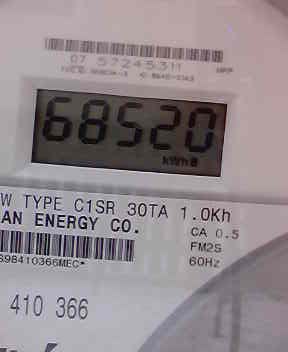 07 57245311
68520
kWh
W TYPE C1SR 30TA 1.0Kh
AN ENERGY CO.
CA 0.5
FM2S
60Hz
698410366MEC*
410 366